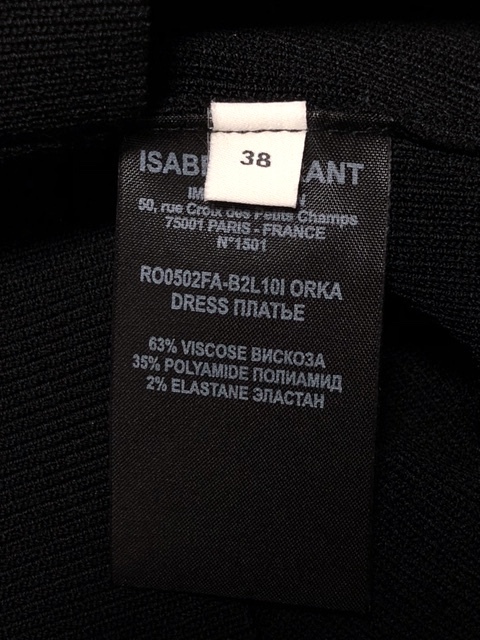 38
50, rue Croix des Petits Champs
75001 PARIS - FRANCE
N°1501
RO0502FA-B2L10I ORKA
DRESS ПЛАТЬЕ
63% VISCOSE ВИСКОЗА
35% POLYAMIDE ПОЛИАМИД
2% ELASTANE ЭЛАСТАН